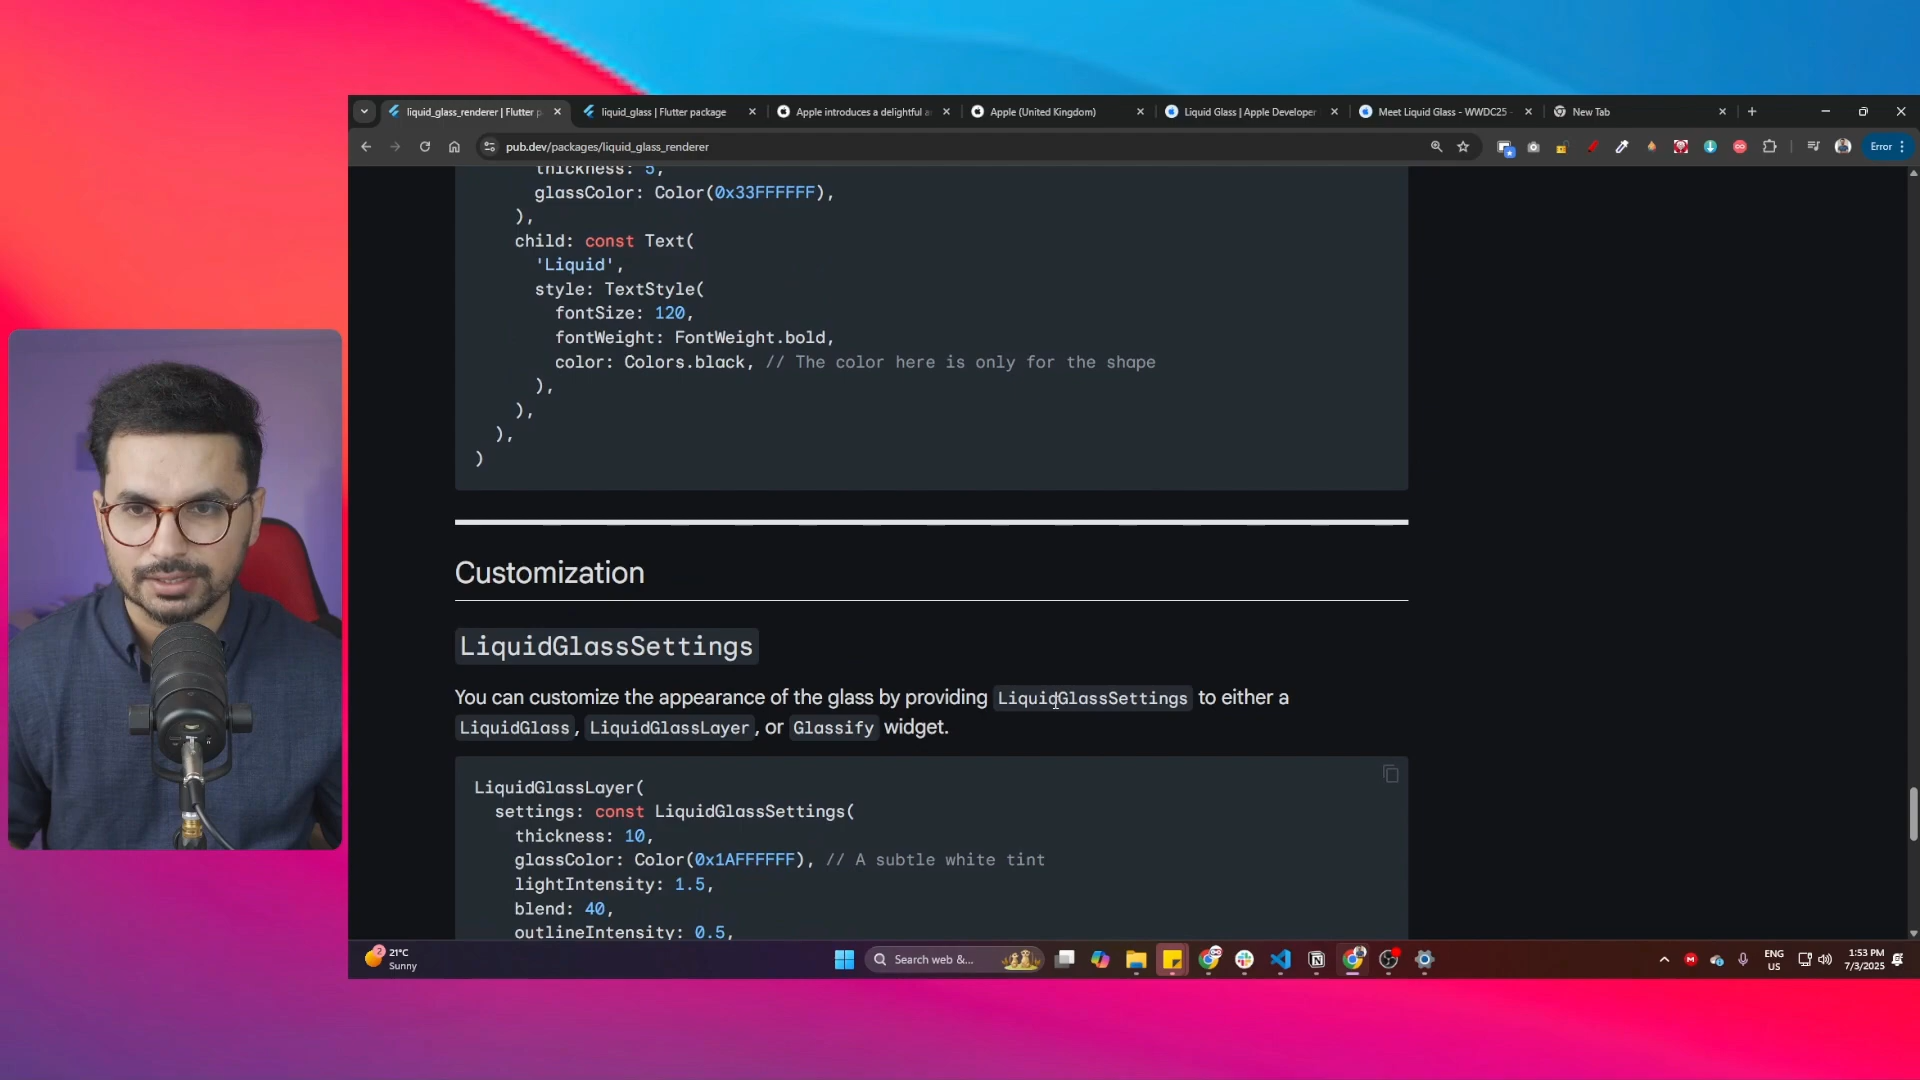 liquid_glass_renderer | Flutter p
liquid_glass | Flutter package
Apple introduces a delightful a
Apple (United Kingdom)
Liquid Glass | Apple Developer
Meet Liquid Glass - WWDC25 -
New Tab
pub.dev/packages/liquid_glass_renderer
Error
thickness: 5,
glassColor: Color(0x33FFFFFF),
),
child: const Text(
'Liquid',
style: TextStyle(
fontSize: 120,
fontWeight: FontWeight.bold,
color: Colors.black, // The color here is only for the shape
),
),
),
)
Customization
LiquidGlassSettings
You can customize the appearance of the glass by providing LiquidGlassSettings to either a
LiquidGlass, LiquidGlassLayer, or Glassify widget.
LiquidGlassLayer(
settings: const LiquidGlassSettings(
thickness: 10,
glassColor: Color(0x1AFFFFFF), // A subtle white tint
lightIntensity: 1.5,
blend: 40,
outlineIntensity: 0.5,
2
21°C
Sunny
Search web &...
ENG
US
1:53 PM
7/3/2025